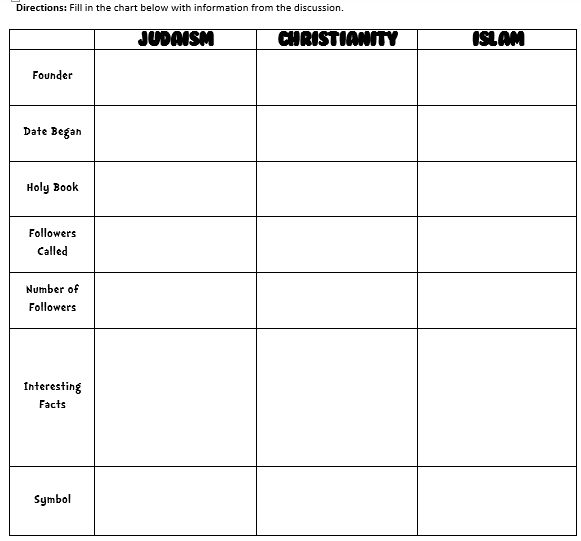 Directions: Fill in the chart below with information from the discussion.
JUDAISM CHRISTIANITY ISLAM
Founder
Date Began
Holy Book
Followers
Called
Number of
Followers
Interesting
Facts
Symbol